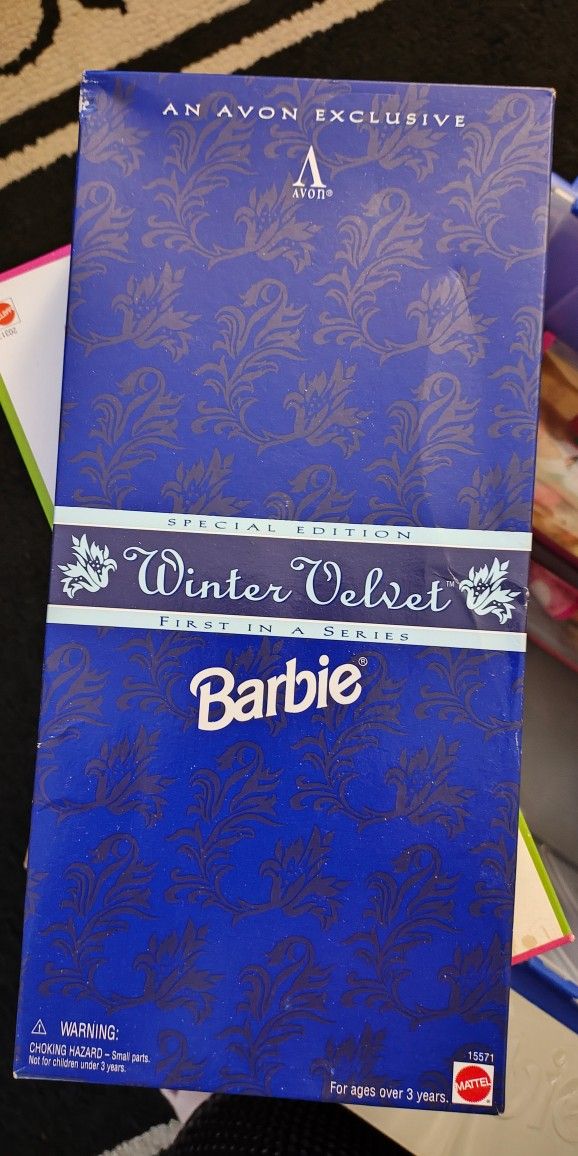 AN AVON EXCLUSIVE
AVON®
SPECIAL EDITION
Winter Velvet™
FIRST IN A SERIES
Barbie®
⚠ WARNING:
CHOKING HAZARD – Small parts.
Not for children under 3 years.
15571
For ages over 3 years.
MATTEL